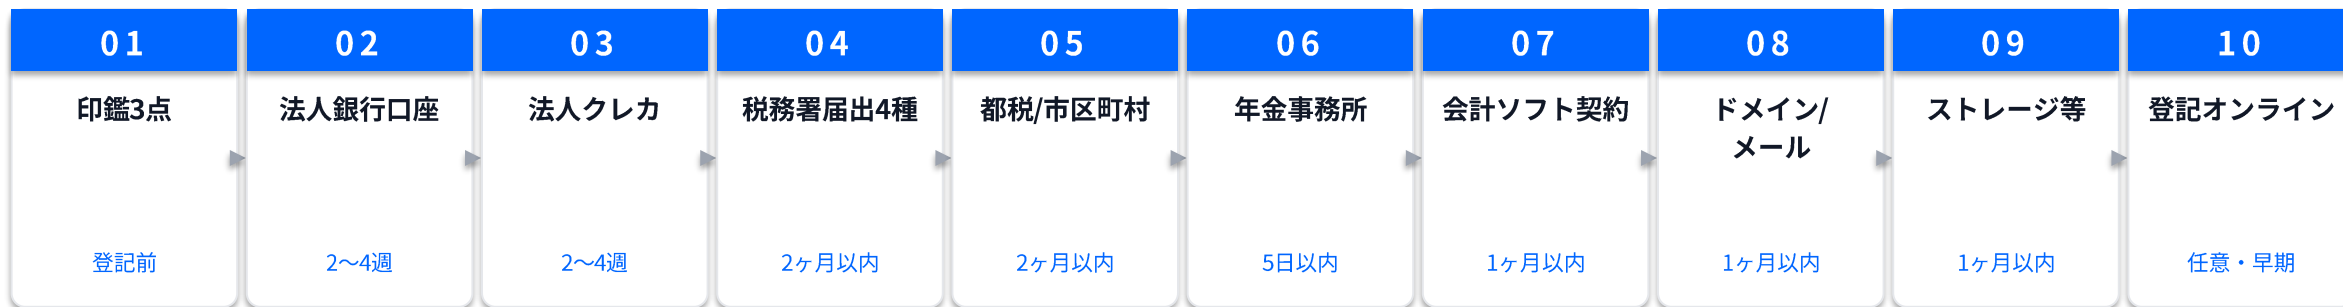 01
印鑑3点
登記前
02
法人銀行口座
2〜4週
03
法人クレカ
2〜4週
04
税務署届出4種
2ヶ月以内
05
都税/市区町村
2ヶ月以内
06
年金事務所
5日以内
07
会計ソフト契約
1ヶ月以内
08
ドメイン/
メール
1ヶ月以内
09
ストレージ等
1ヶ月以内
10
登記オンライン
任意・早期